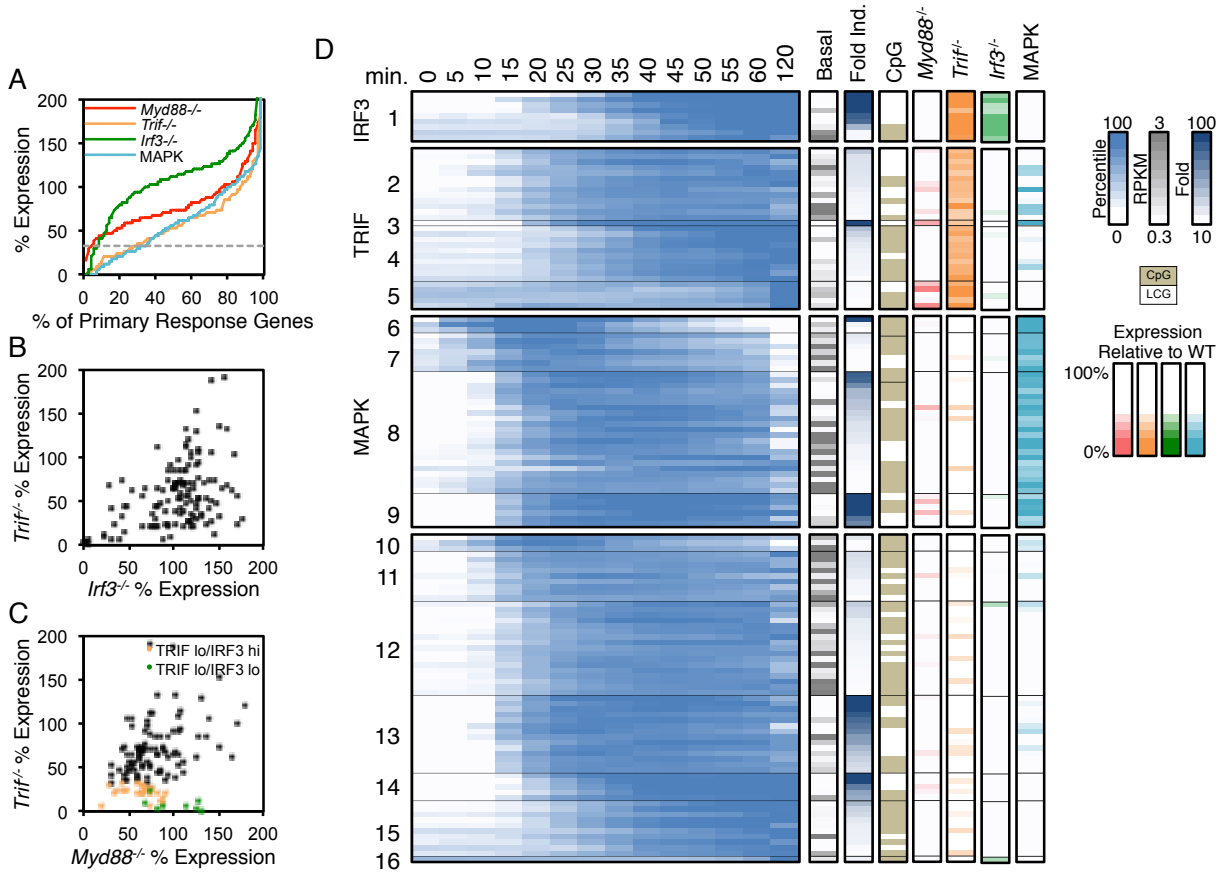 A
200
150
100
50
0
% Expression
Myd88-/-
Trif-/-
Irf3-/-
MAPK
0 20 40 60 80 100
% of Primary Response Genes
B
200
150
100
50
0
Trif-/- % Expression
0 50 100 150 200
Irf3-/- % Expression
C
200
150
100
50
0
Trif-/- % Expression
TRIF lo/IRF3 hi
TRIF lo/IRF3 lo
0 50 100 150 200
Myd88-/- % Expression
D
min. 0 5 10 15 20 25 30 35 40 45 50 55 60 120 Basal Fold Ind. CpG Myd88-/- Trif-/- Irf3-/- MAPK
IRF3
1
TRIF
2
3
4
5
MAPK
6
7
8
9
10
11
12
13
14
15
16
100 3 100
Percentile RPKM Fold
0 0.3 10
CpG
LCG
Expression
Relative to WT
100%
0%